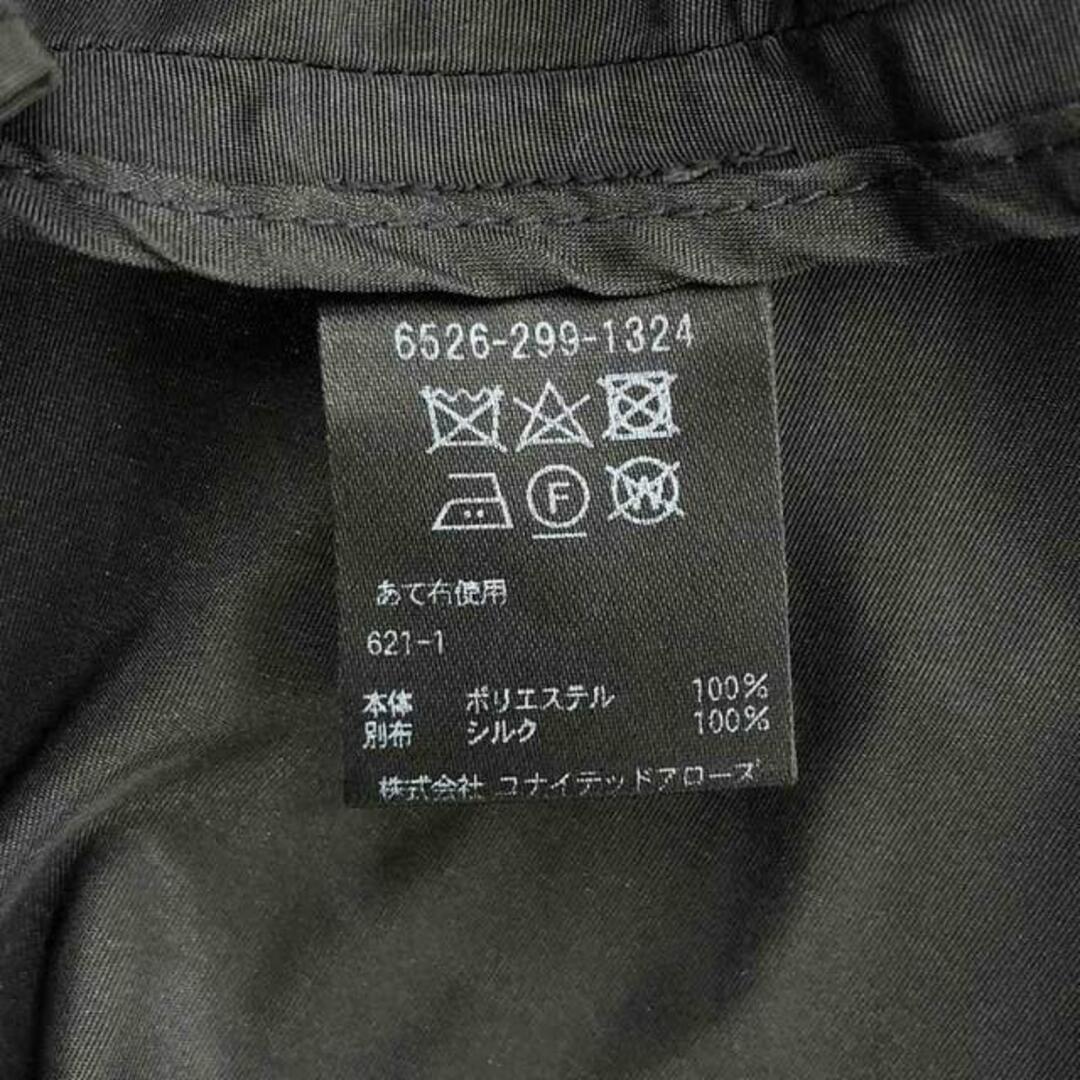 6526-299-1324
F W
あて布使用
621-1
本体 ポリエステル 100%
別布 シルク 100%
株式会社 ユナイテッドアローズ